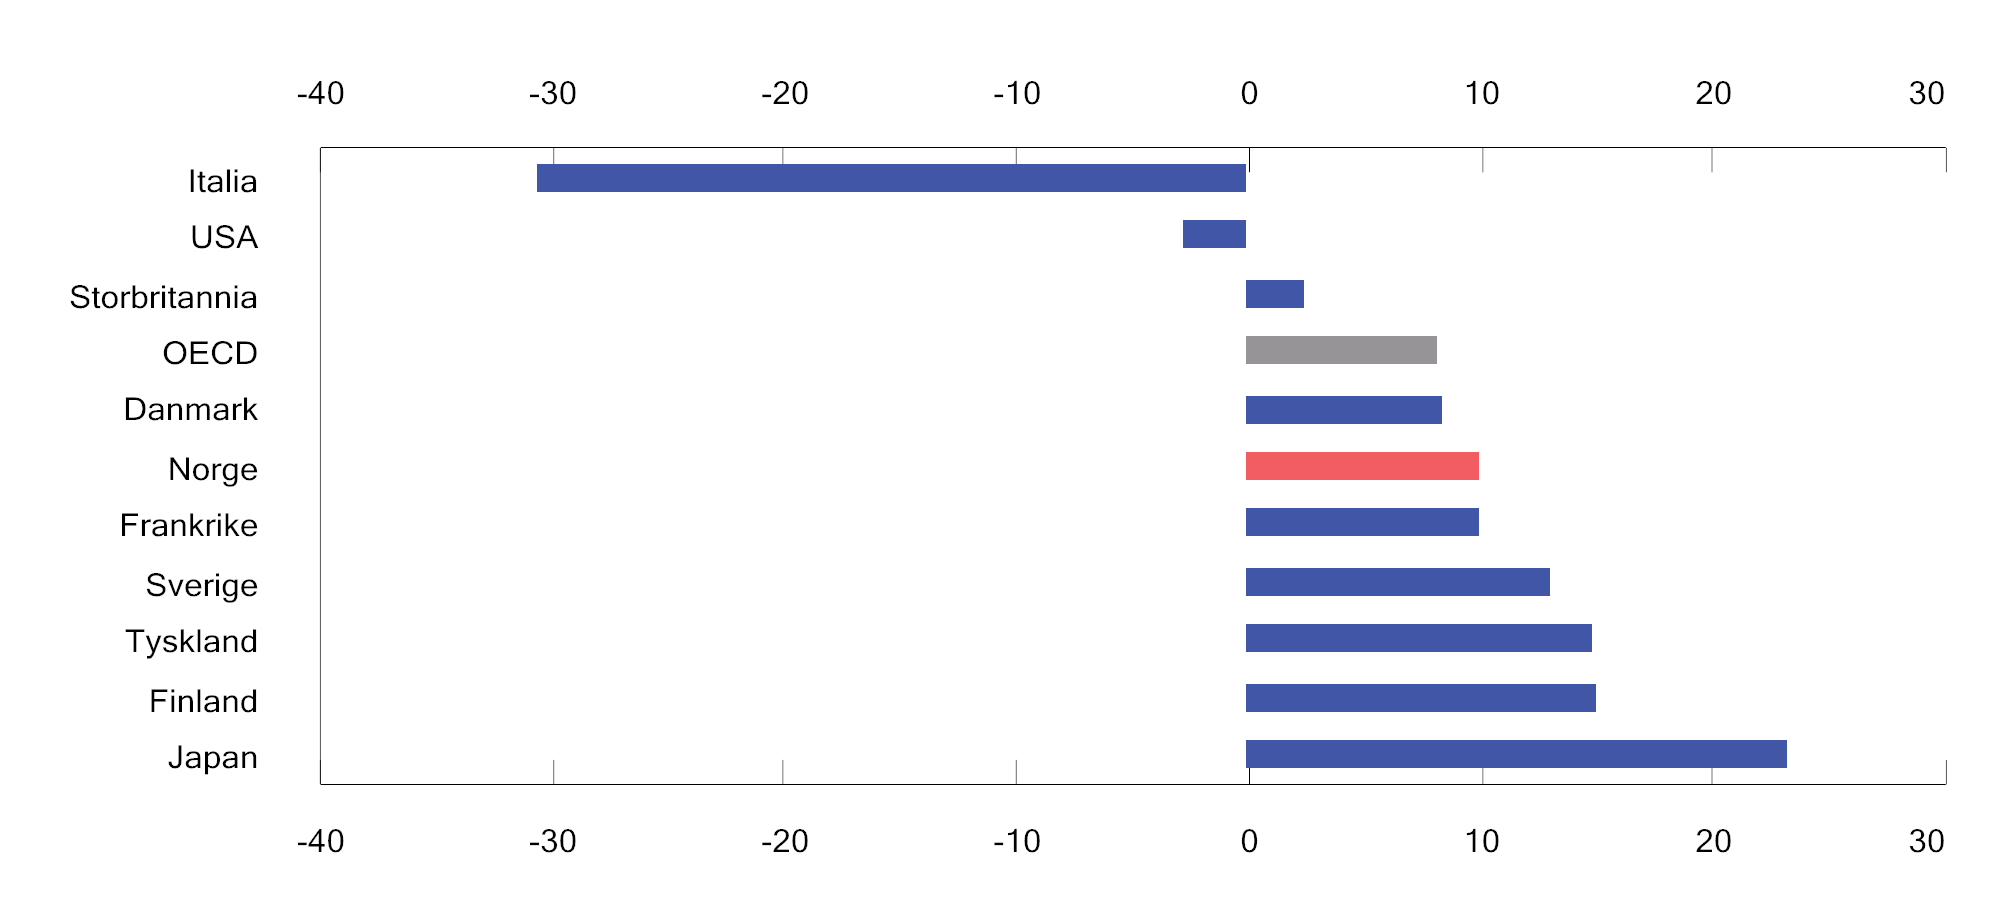 -40 -30 -20 -10 0 10 20 30
Italia
USA
Storbritannia
OECD
Danmark
Norge
Frankrike
Sverige
Tyskland
Finland
Japan
-40 -30 -20 -10 0 10 20 30